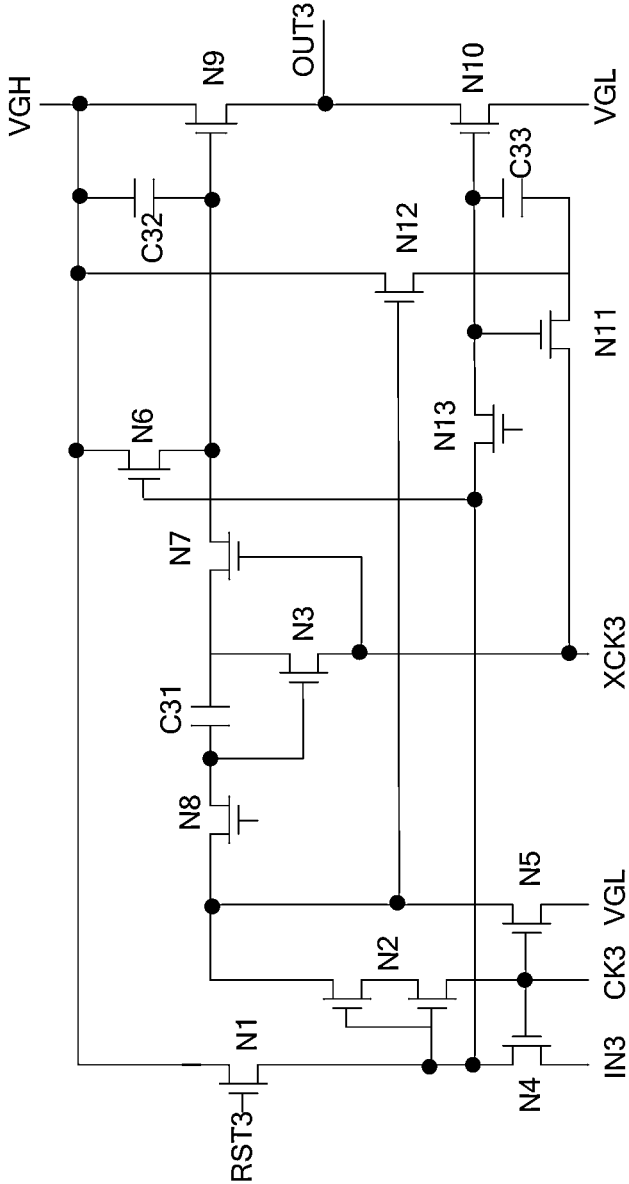 VGH
N9
OUT3
N10
VGL
C32
C33
N12
N6
N13
N11
N7
N3
C31
XCK3
N8
N5
VGL
N2
CK3
N1
N4
IN3
RST3